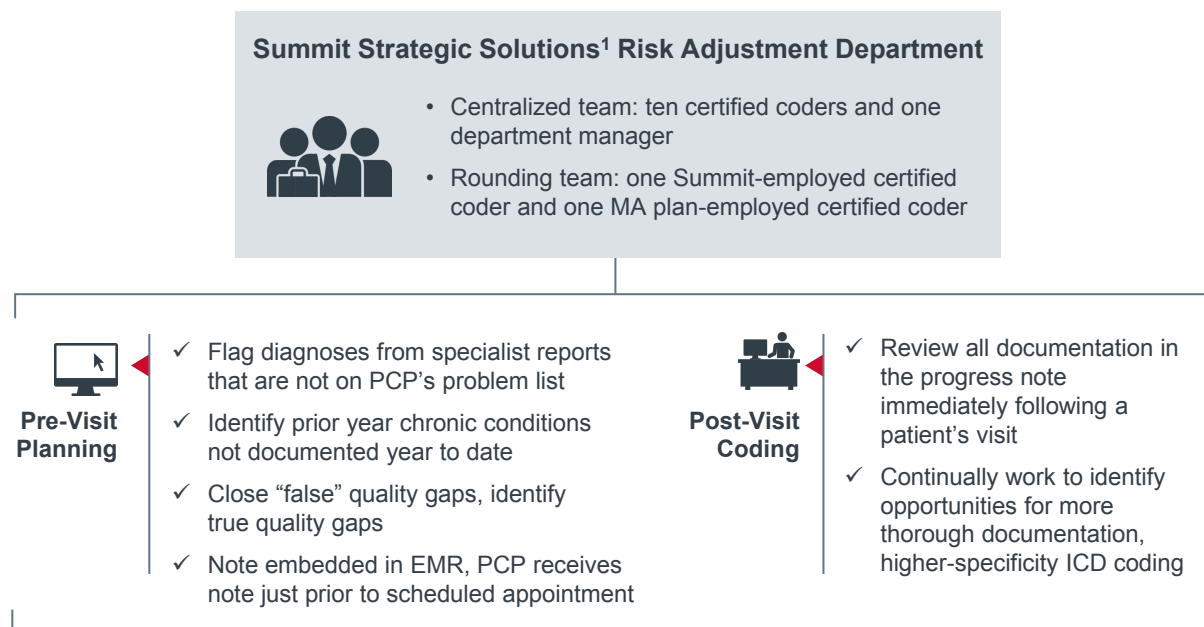 Summit Strategic Solutions¹ Risk Adjustment Department
• Centralized team: ten certified coders and one
department manager
• Rounding team: one Summit-employed certified
coder and one MA plan-employed certified coder
Pre-Visit
Planning
✓ Flag diagnoses from specialist reports
that are not on PCP’s problem list
✓ Identify prior year chronic conditions
not documented year to date
✓ Close “false” quality gaps, identify
true quality gaps
✓ Note embedded in EMR, PCP receives
note just prior to scheduled appointment
Post-Visit
Coding
✓ Review all documentation in
the progress note
immediately following a
patient’s visit
✓ Continually work to identify
opportunities for more
thorough documentation,
higher-specificity ICD coding